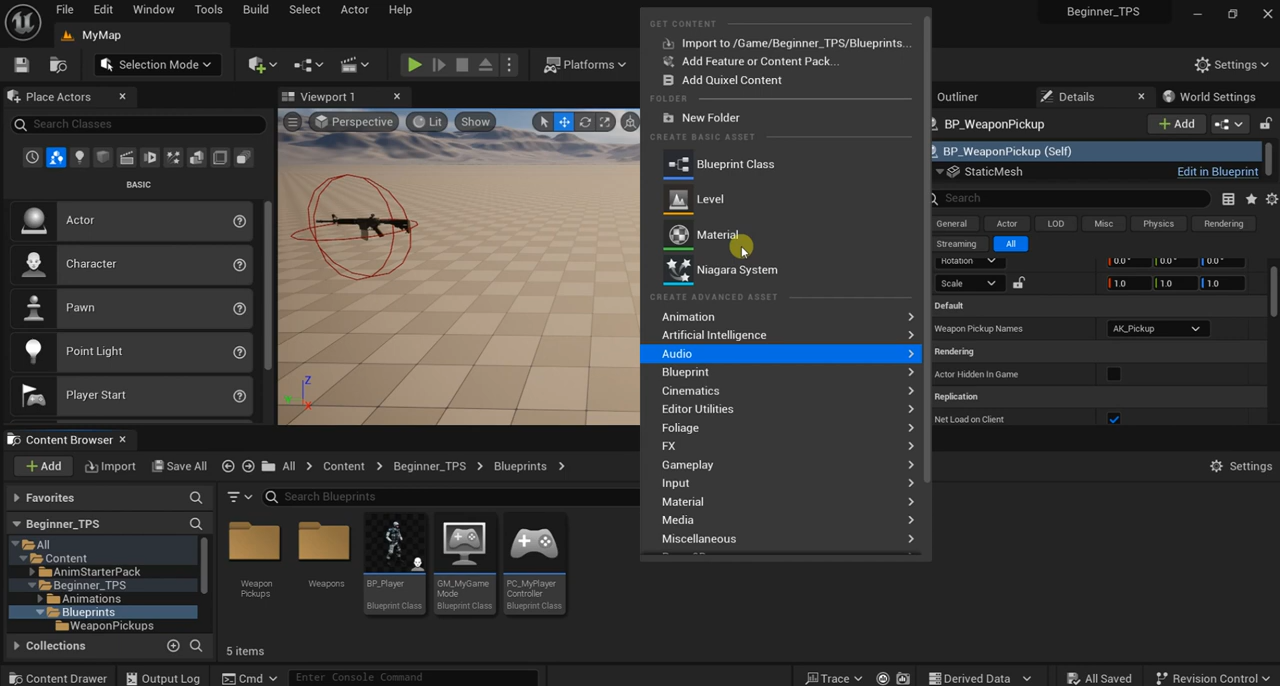 File Edit Window Tools Build Select Actor Help
Beginner_TPS
MyMap
Selection Mode
Platforms
Settings
Place Actors
Search Classes
BASIC
Actor
Character
Pawn
Point Light
Player Start
Viewport 1
Perspective
Lit
Show
Z
X
GET CONTENT
Import to /Game/Beginner_TPS/Blueprints...
Add Feature or Content Pack...
Add Quixel Content
FOLDER
New Folder
CREATE BASIC ASSET
Blueprint Class
Level
Material
Niagara System
CREATE ADVANCED ASSET
Animation
Artificial Intelligence
Audio
Blueprint
Cinematics
Editor Utilities
Foliage
FX
Gameplay
Input
Material
Media
Miscellaneous
Outliner
Details
World Settings
BP_WeaponPickup
Add
BP_WeaponPickup (Self)
StaticMesh
Edit in Blueprint
Search
General Actor LOD Misc Physics Rendering
Streaming All
Rotation 0.0° 0.0° 0.0°
Scale 1.0 1.0 1.0
Default
Weapon Pickup Names AK_Pickup
Rendering
Actor Hidden In Game
Replication
Net Load on Client
Content Browser
Add Import Save All All > Content > Beginner_TPS > Blueprints >
Settings
Favorites
Beginner_TPS
All
Content
AnimStarterPack
Beginner_TPS
Animations
Blueprints
WeaponPickups
Collections
Search Blueprints
Weapon
Pickups
Weapons
BP_Player
Blueprint Class
GM_MyGame
Mode
Blueprint Class
PC_MyPlayer
Controller
Blueprint Class
5 items
Content Drawer Output Log Cmd Enter Console Command Trace Derived Data All Saved Revision Control